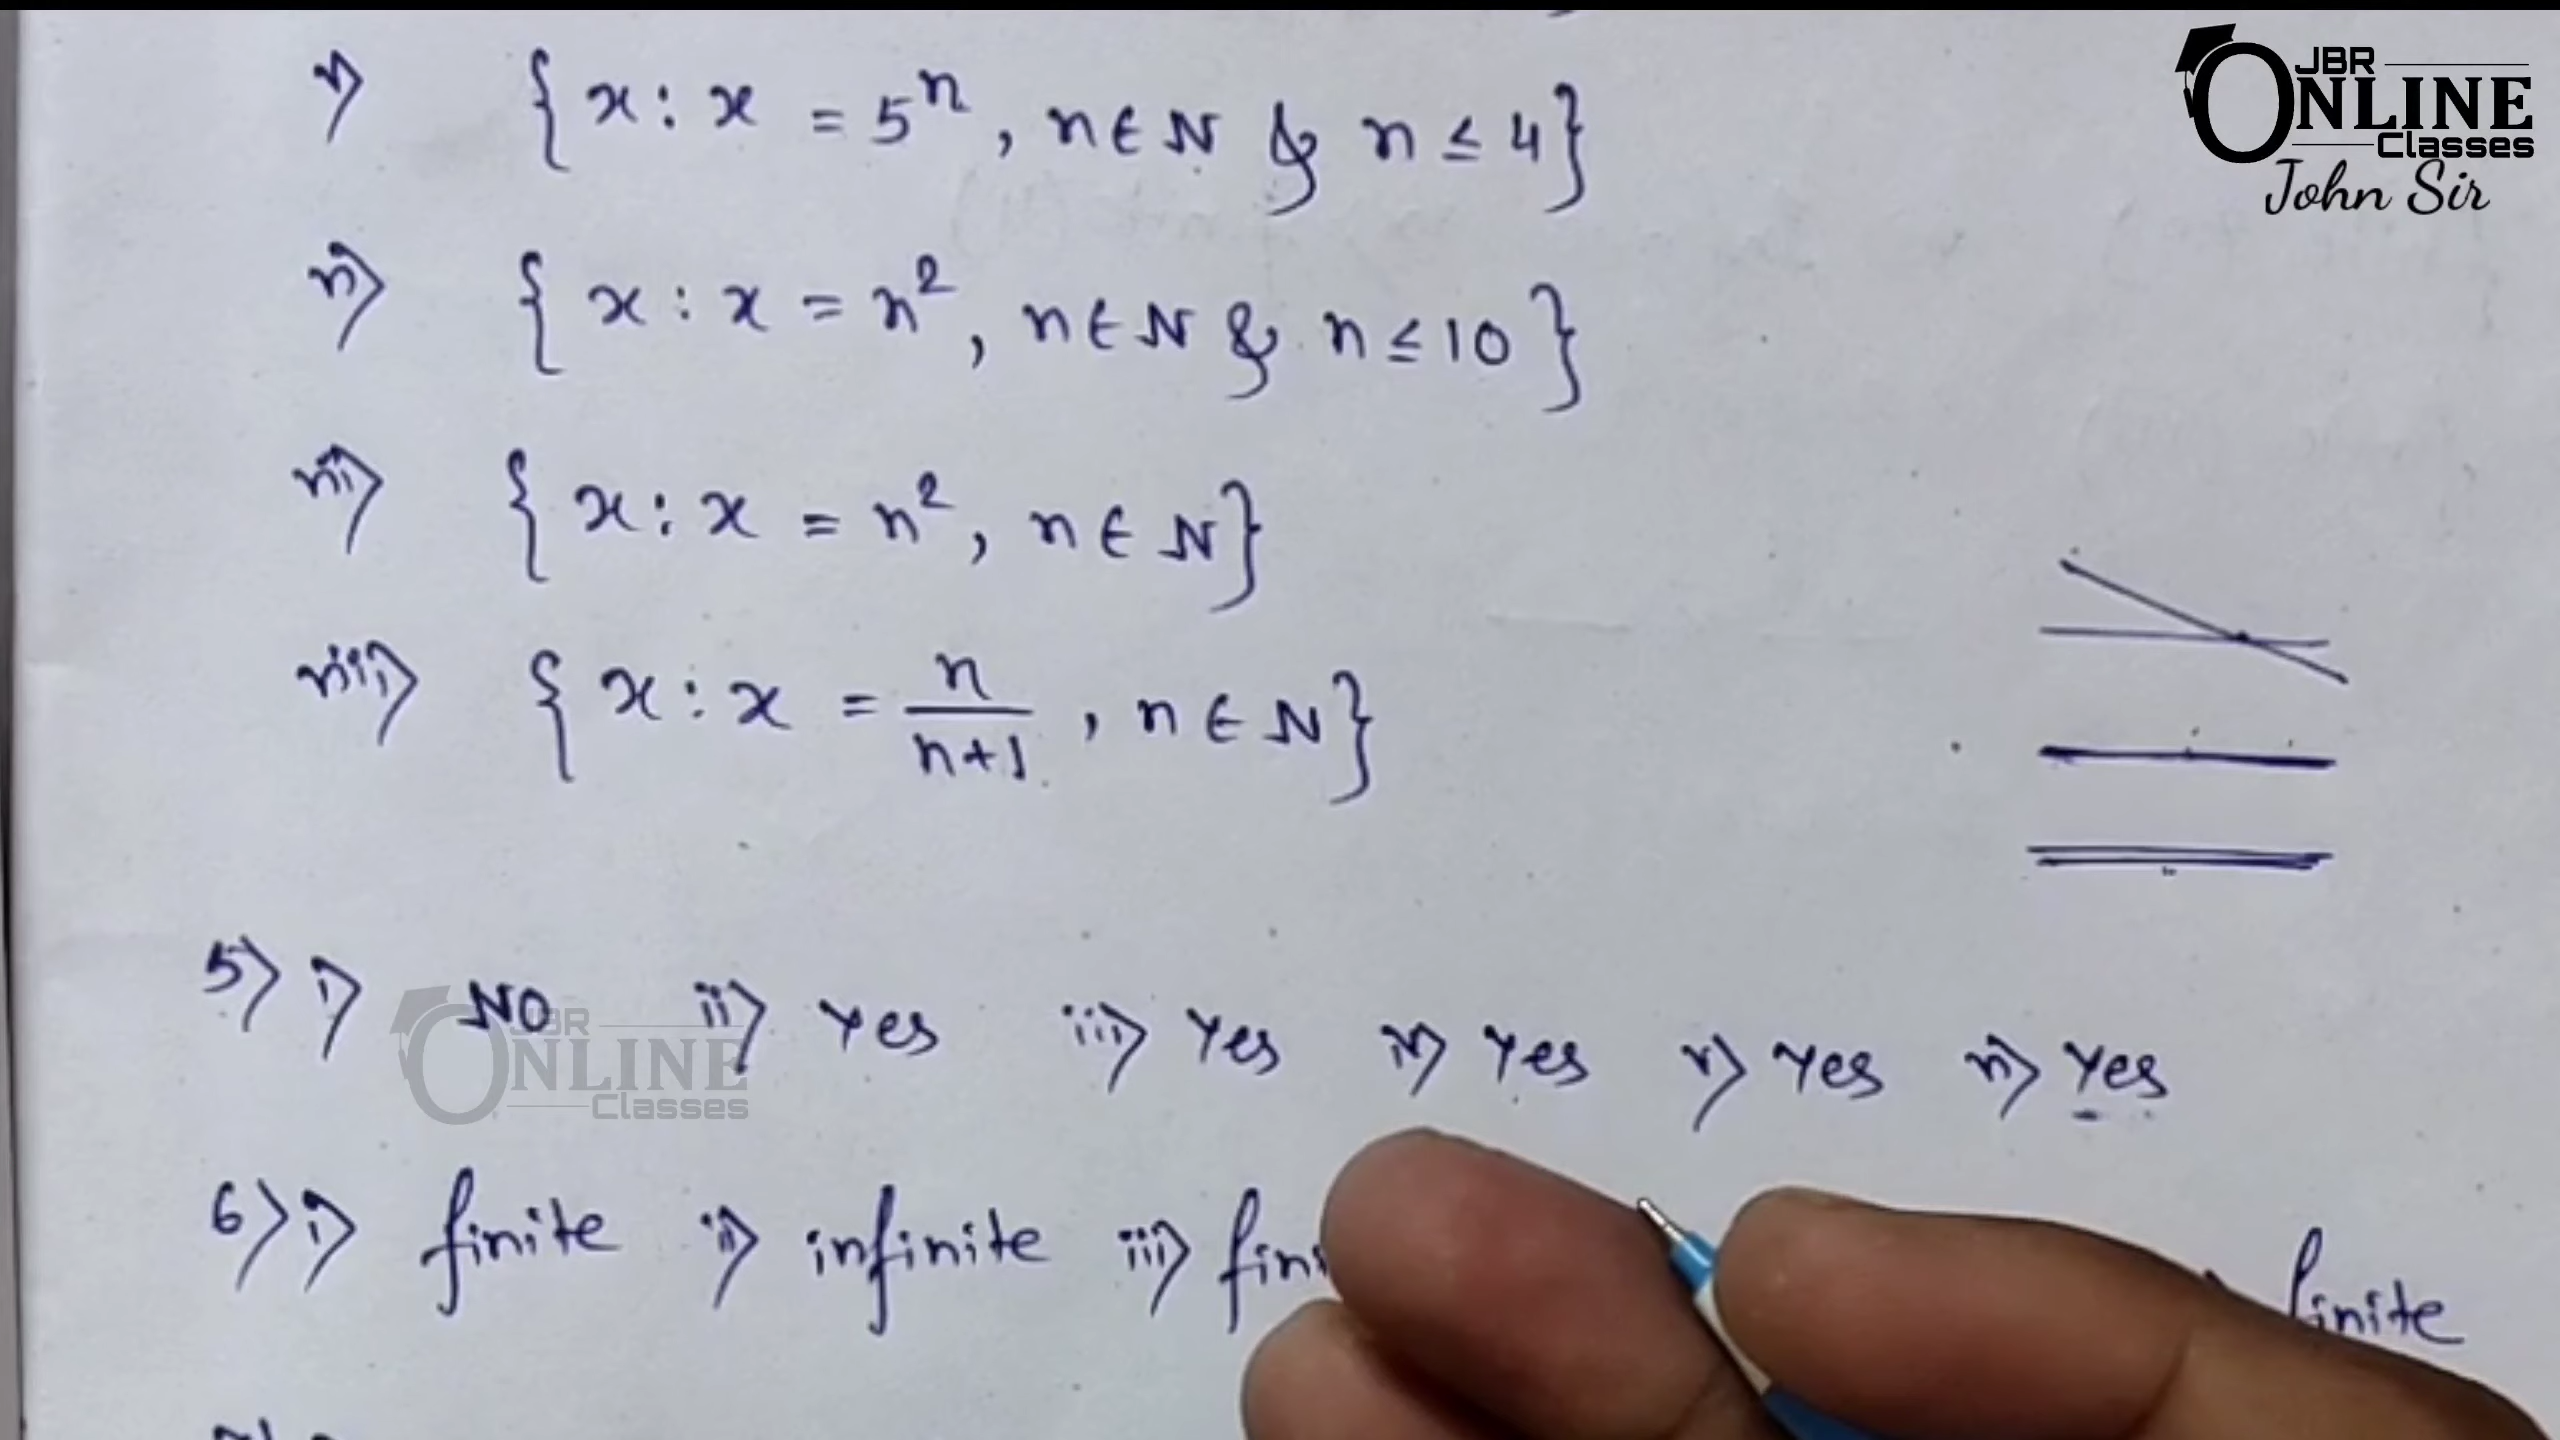 JBR
ONLINE
Classes
John Sir
v) {x : x = 5ⁿ, n ∈ N & n ≤ 4}
vi) {x : x = n², n ∈ N & n ≤ 10}
vii) {x : x = n², n ∈ N}
viii) {x : x = n/n+1, n ∈ N}
5) i) NO ii) Yes iii) Yes iv) Yes v) Yes vi) Yes
JBR
ONLINE
Classes
6) i) finite ii) infinite iii) finite